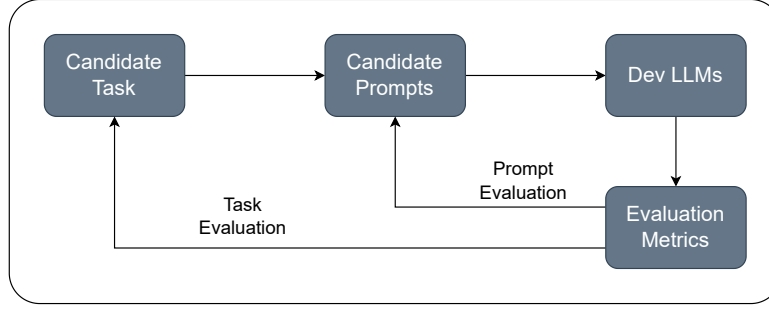 Candidate
Task
Candidate
Prompts
Dev LLMs
Prompt
Evaluation
Task
Evaluation
Evaluation
Metrics